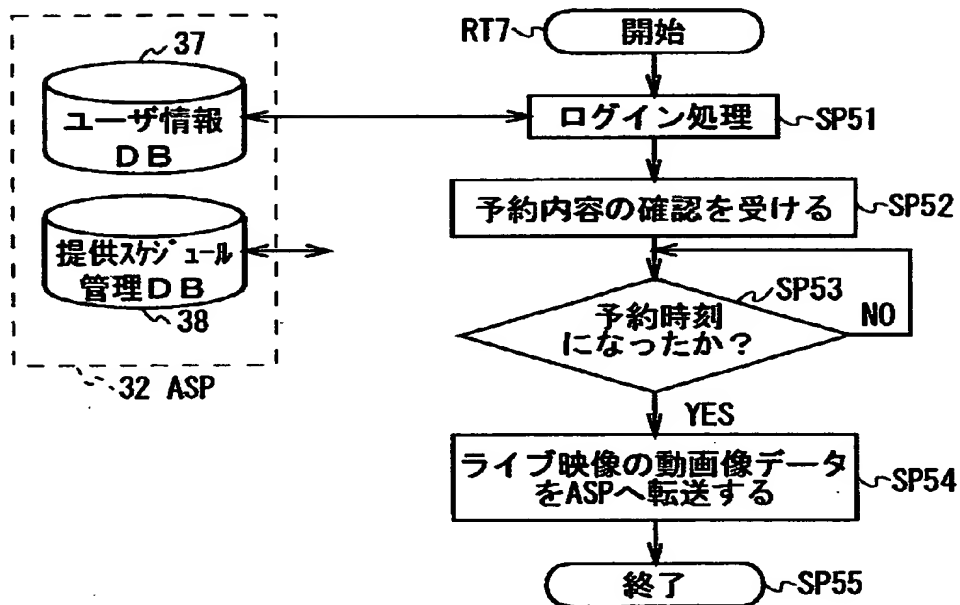 37
ユーザ情報
DB
提供スケジュール
管理DB
38
32 ASP
RT7
開始
ログイン処理
SP51
予約内容の確認を受ける
SP52
SP53
予約時刻
になったか？
NO
YES
ライブ映像の動画像データ
をASPへ転送する
SP54
終了
SP55